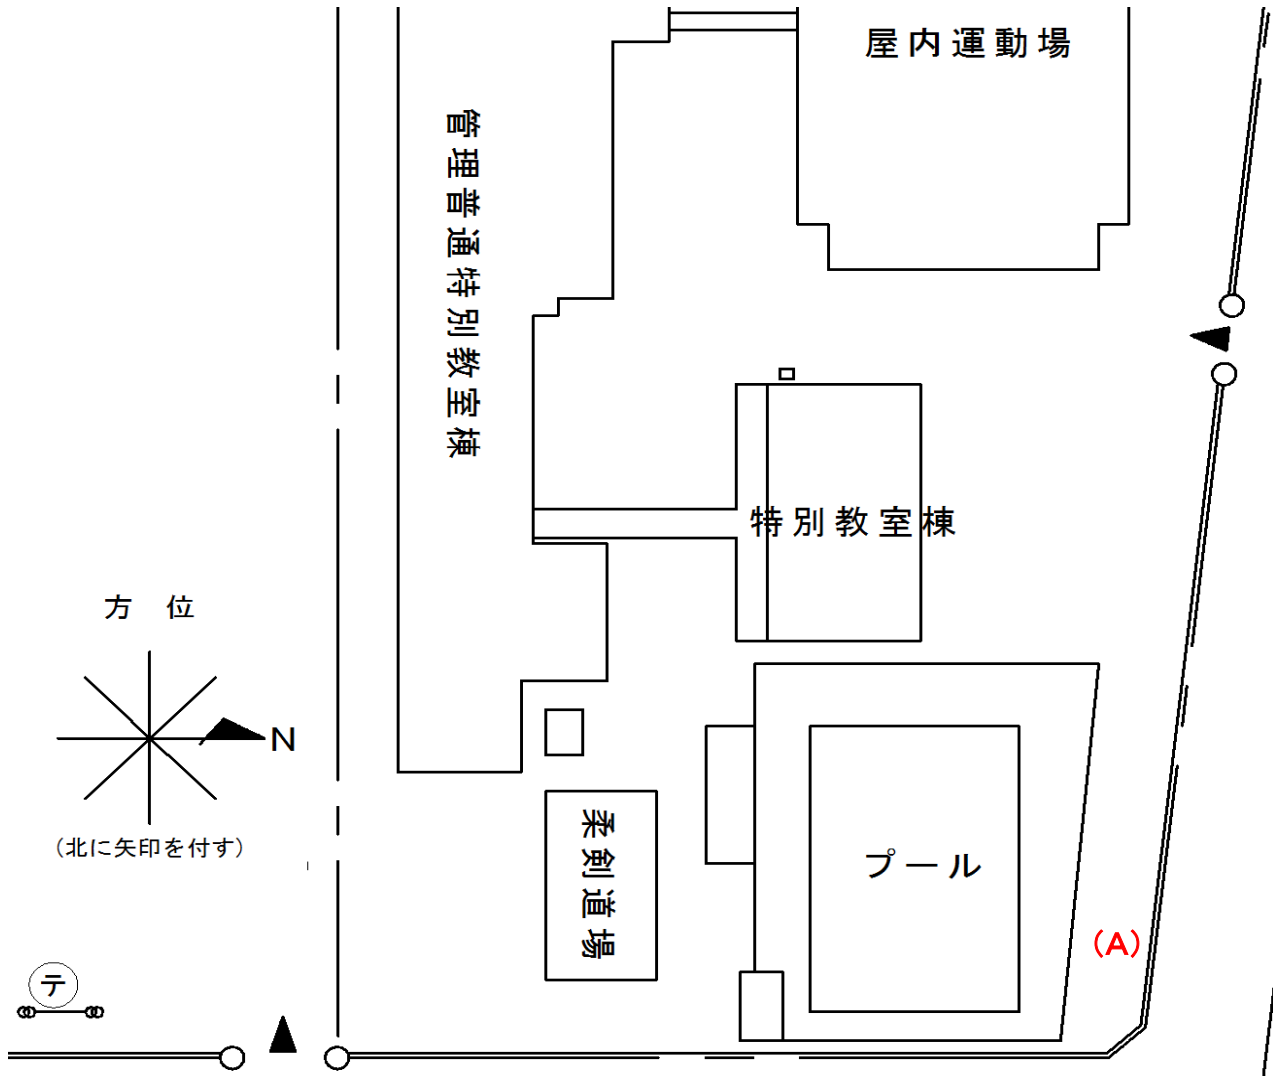 屋内運動場
管理普通特別教室棟
特別教室棟
方　位
N
(北に矢印を付す)
柔剣道場
プール
(A)
テ